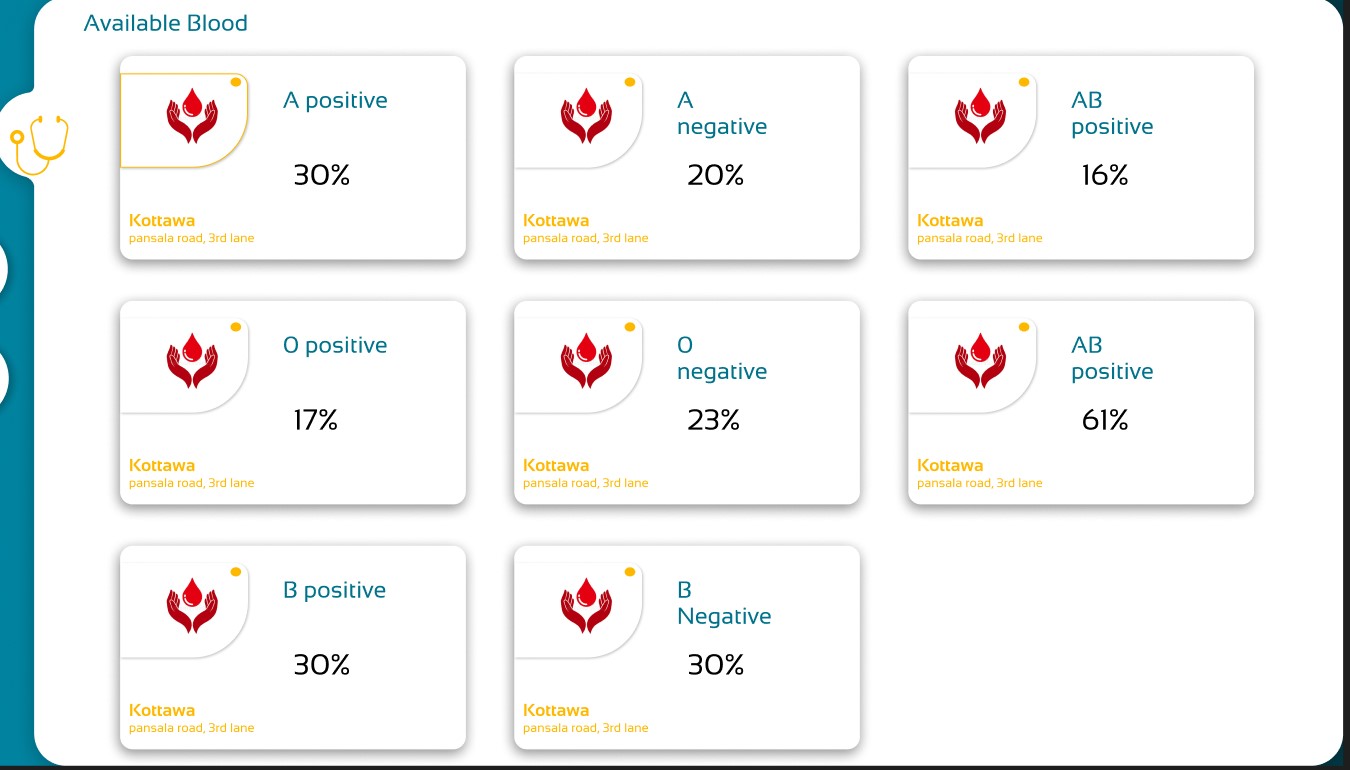 Available Blood
A positive
30%
Kottawa
pansala road, 3rd lane
A
negative
20%
Kottawa
pansala road, 3rd lane
AB
positive
16%
Kottawa
pansala road, 3rd lane
O positive
17%
Kottawa
pansala road, 3rd lane
O
negative
23%
Kottawa
pansala road, 3rd lane
AB
positive
61%
Kottawa
pansala road, 3rd lane
B positive
30%
Kottawa
pansala road, 3rd lane
B
Negative
30%
Kottawa
pansala road, 3rd lane